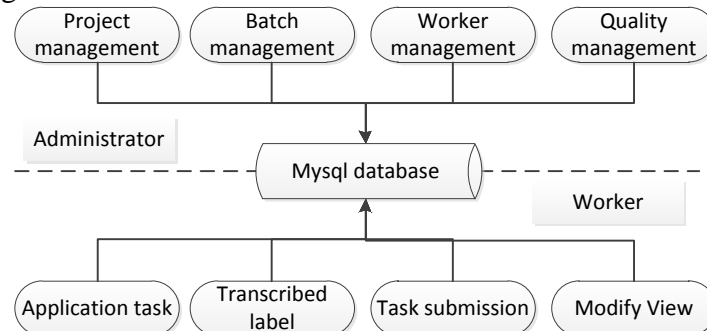 Project
management
Batch
management
Worker
management
Quality
management
Administrator
Mysql database
Worker
Application task
Transcribed
label
Task submission
Modify View